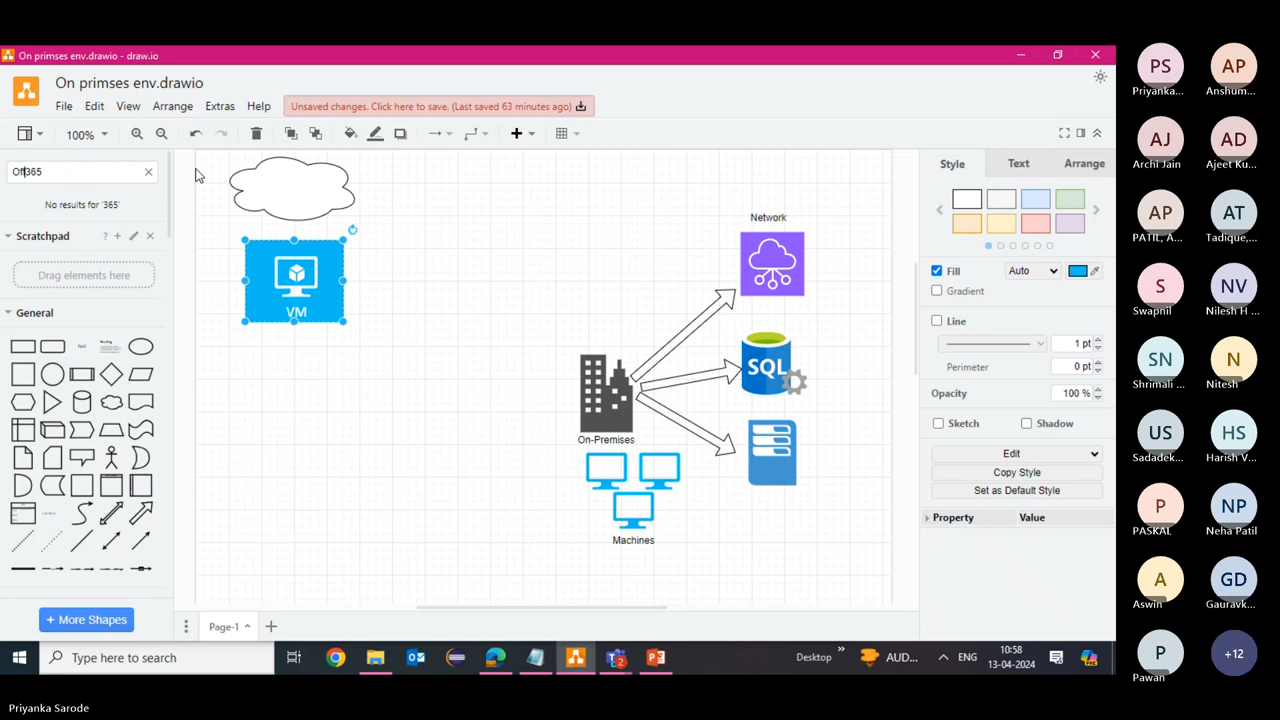 On primses env.drawio - draw.io
On primses env.drawio
File Edit View Arrange Extras Help
Unsaved changes. Click here to save. (Last saved 63 minutes ago)
100%
Off365
No results for '365'
Scratchpad
?
Drag elements here
General
Text
Heading
+ More Shapes
VM
Network
SQL
On-Premises
Machines
Page-1
Style Text Arrange
Fill Auto
Gradient
Line
1 pt
Perimeter 0 pt
Opacity 100 %
Sketch Shadow
Edit
Copy Style
Set as Default Style
Property Value
Type here to search
2
Desktop
AUD...
ENG
10:58
13-04-2024
PS AP
Priyanka... Anshum...
AJ AD
Archi Jain Ajeet Ku...
AP AT
PATIL, A... Tadique,...
S NV
Swapnil Nilesh H ...
SN N
Shrimali ... Nitesh
US HS
Sadadek... Harish V...
P NP
PASKAL Neha Patil
A GD
Aswin Gauravk...
P +12
Pawan
Priyanka Sarode